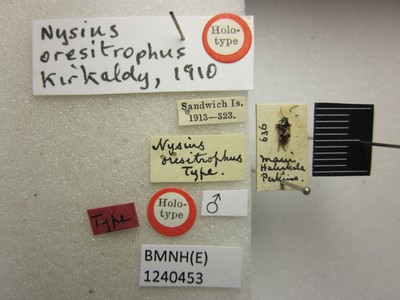 Nysius
oresitrophus
Kirkaldy, 1910
Holo-
type
Sandwich Is.
1913—323.
Nysius
oresitrophus
Type.
636
Maui
Haleakala
Perkins.
Type
Holo-
type
♂
BMNH(E)
1240453